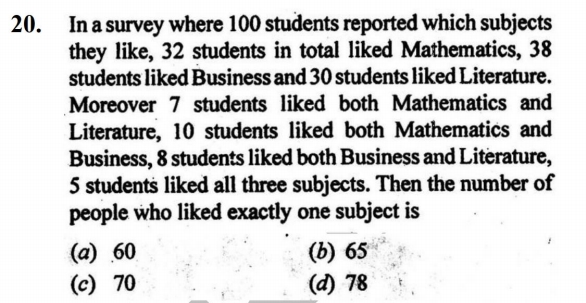 20. In a survey where 100 students reported which subjects
they like, 32 students in total liked Mathematics, 38
students liked Business and 30 students liked Literature.
Moreover 7 students liked both Mathematics and
Literature, 10 students liked both Mathematics and
Business, 8 students liked both Business and Literature,
5 students liked all three subjects. Then the number of
people who liked exactly one subject is
(a) 60 (b) 65
(c) 70 (d) 78